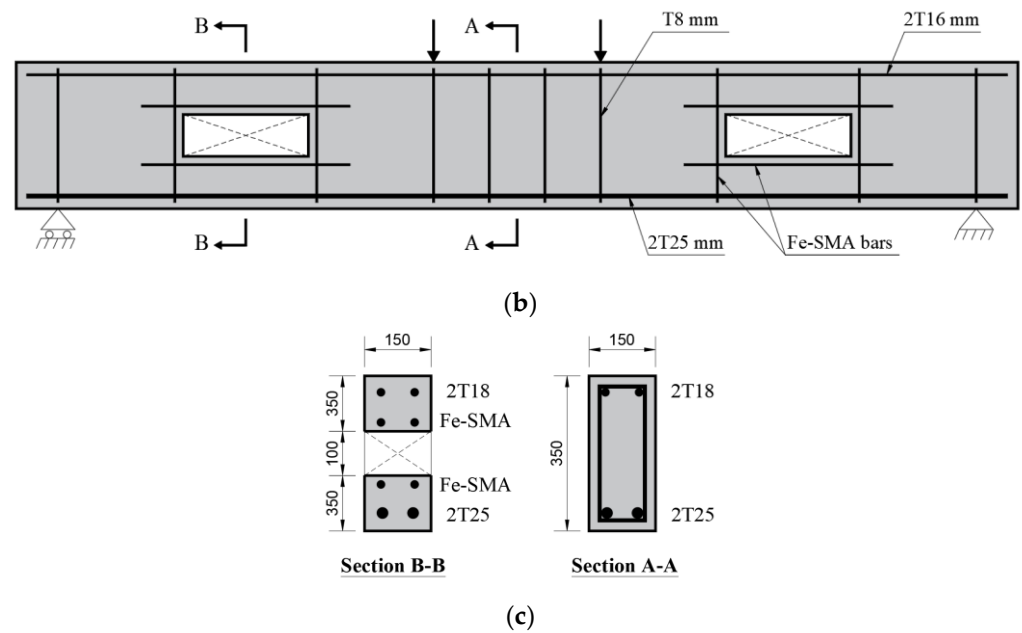 B
A
T8 mm
2T16 mm
B
A
2T25 mm
Fe-SMA bars
(b)
150
350
100
350
2T18
Fe-SMA
Fe-SMA
2T25
Section B-B
150
350
2T18
2T25
Section A-A
(c)